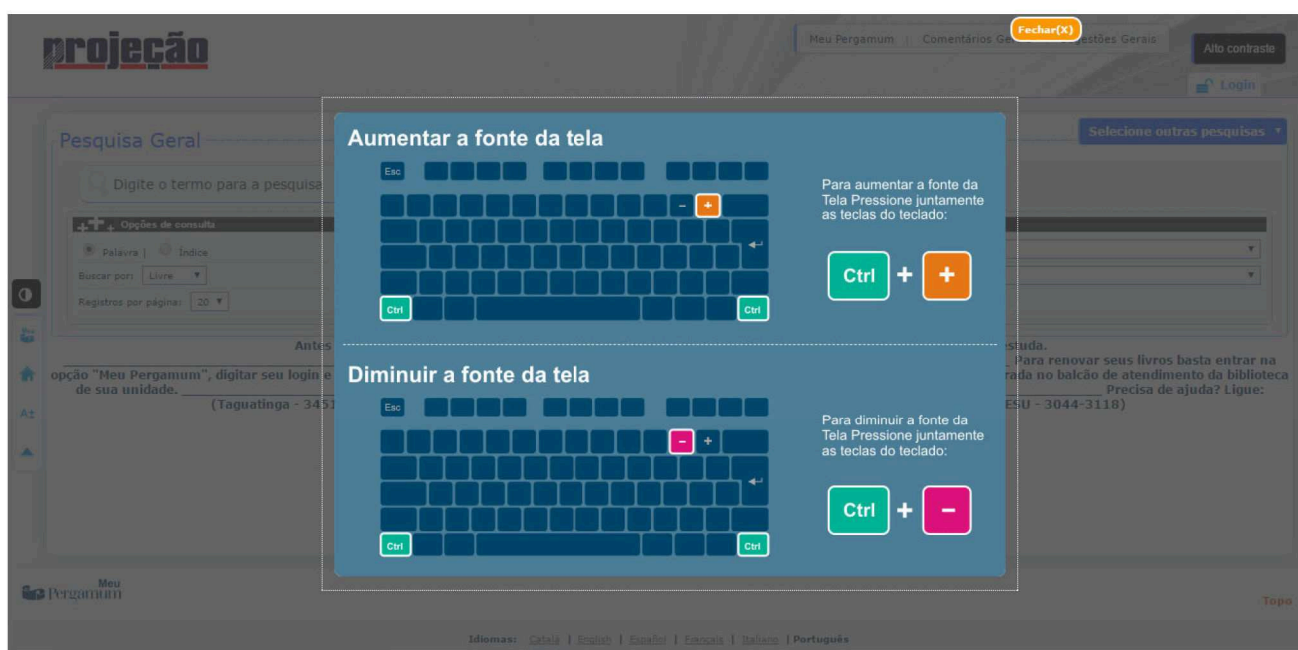 projeção
Meu Pergamum | Comentários Ge
Fechar(X)
estões Gerais
Alto contraste
Login
Pesquisa Geral
Selecione outras pesquisas
Digite o termo para a pesquisa
Opções de consulta
Palavra | Índice
Buscar por: Livre
Registros por página: 20
Aumentar a fonte da tela
Esc
- +
Ctrl Ctrl
Para aumentar a fonte da
Tela Pressione juntamente
as teclas do teclado:
Ctrl + +
Antes
estuda.
Para renovar seus livros basta entrar na
opção "Meu Pergamum", digitar seu login e
rada no balcão de atendimento da biblioteca
de sua unidade.
Precisa de ajuda? Ligue:
(Taguatinga - 345
ESU - 3044-3118)
Diminuir a fonte da tela
Esc
- +
Ctrl Ctrl
Para diminuir a fonte da
Tela Pressione juntamente
as teclas do teclado:
Ctrl + -
Meu
Pergamum
Topo
Idiomas: Català | English | Español | Français | Italiano | Português